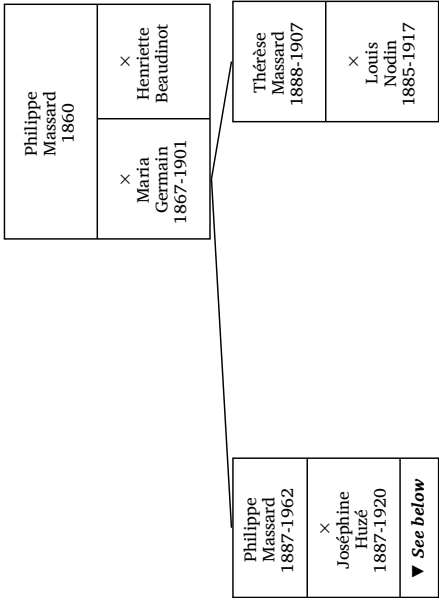 Philippe
Massard
1860
×
Maria
Germain
1867-1901
×
Henriette
Beaudinot
Philippe
Massard
1887-1962
×
Joséphine
Huzé
1887-1920
▼ See below
Thérèse
Massard
1888-1907
×
Louis
Nodin
1885-1917